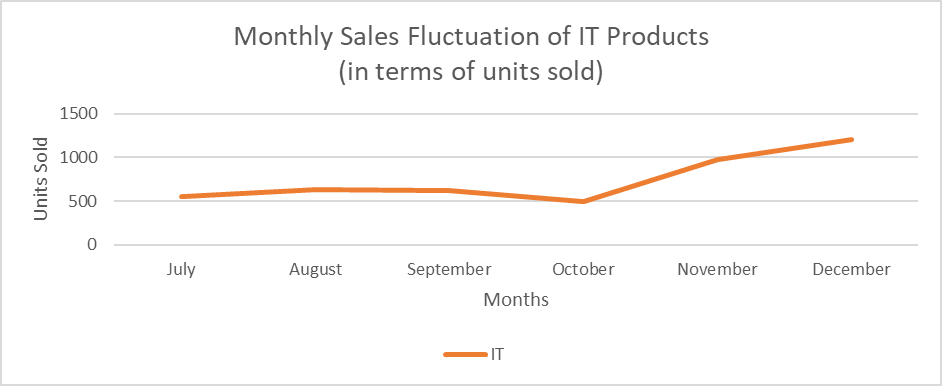 Monthly Sales Fluctuation of IT Products
(in terms of units sold)
1500
1000
500
0
Units Sold
July August September October November December
Months
IT